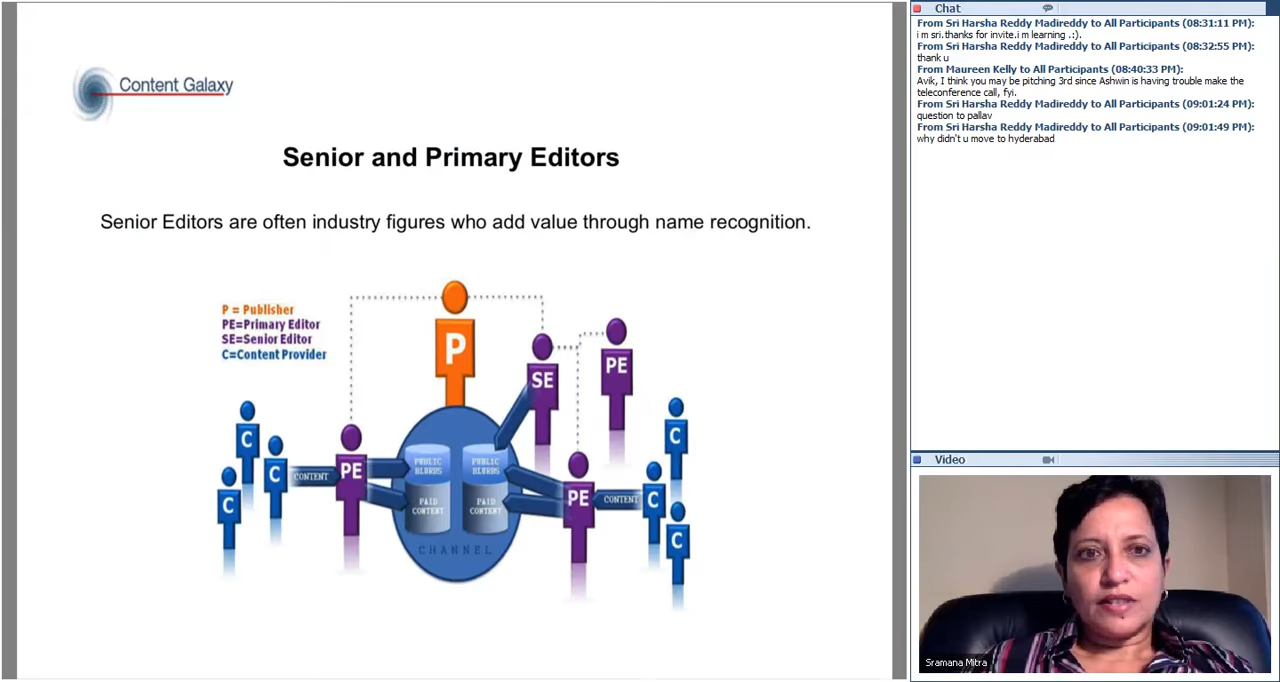 Content Galaxy
Senior and Primary Editors
Senior Editors are often industry figures who add value through name recognition.
P = Publisher
PE=Primary Editor
SE=Senior Editor
C=Content Provider
P
SE
PE
C
C
C
CONTENT
PE
PUBLIC
BLURBS
PAID
CONTENT
PUBLIC
BLURBS
PAID
CONTENT
CHANNEL
PE
CONTENT
C
C
C
Chat
From Sri Harsha Reddy Madireddy to All Participants (08:31:11 PM):
i m sri.thanks for invite.i m learning .:).
From Sri Harsha Reddy Madireddy to All Participants (08:32:55 PM):
thank u
From Maureen Kelly to All Participants (08:40:33 PM):
Avik, I think you may be pitching 3rd since Ashwin is having trouble make the
teleconference call, fyi.
From Sri Harsha Reddy Madireddy to All Participants (09:01:24 PM):
question to pallav
From Sri Harsha Reddy Madireddy to All Participants (09:01:49 PM):
why didn't u move to hyderabad
Video
Sramana Mitra